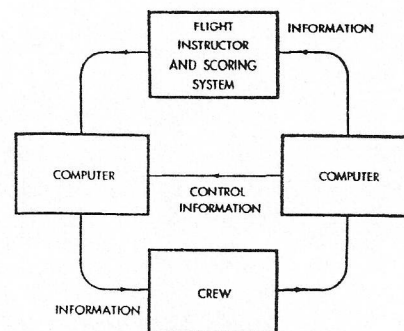 FLIGHT
INSTRUCTOR
AND SCORING
SYSTEM
INFORMATION
COMPUTER
CONTROL
INFORMATION
COMPUTER
INFORMATION
CREW